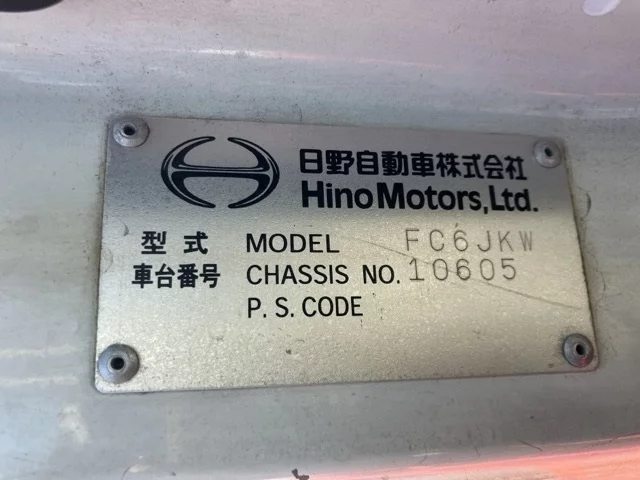 日野自動車株式会社
Hino Motors, Ltd.
型式 MODEL FC6JKW
車台番号 CHASSIS NO. 10605
P. S. CODE